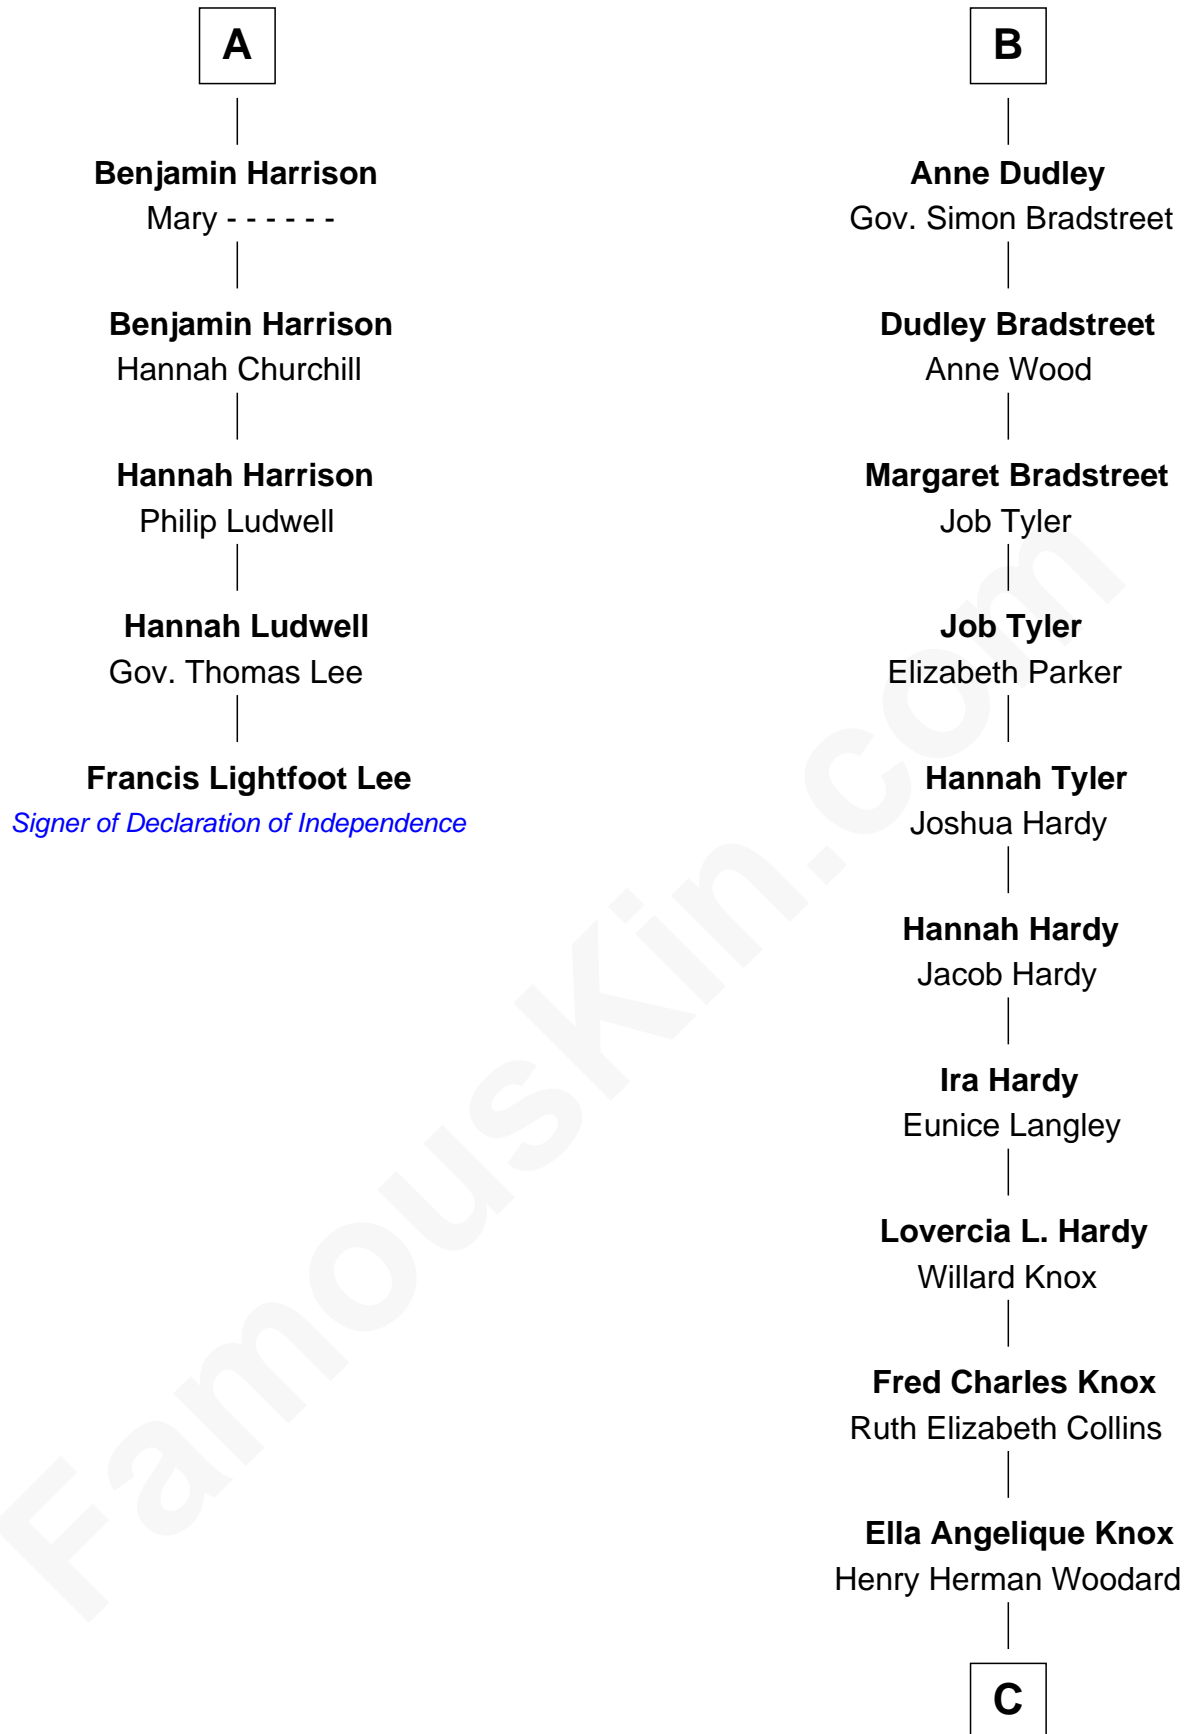 A
Benjamin Harrison
Mary - - - - - -
Benjamin Harrison
Hannah Churchill
Hannah Harrison
Philip Ludwell
Hannah Ludwell
Gov. Thomas Lee
Francis Lightfoot Lee
Signer of Declaration of Independence
B
Anne Dudley
Gov. Simon Bradstreet
Dudley Bradstreet
Anne Wood
Margaret Bradstreet
Job Tyler
Job Tyler
Elizabeth Parker
Hannah Tyler
Joshua Hardy
Hannah Hardy
Jacob Hardy
Ira Hardy
Eunice Langley
Lovercia L. Hardy
Willard Knox
Fred Charles Knox
Ruth Elizabeth Collins
Ella Angelique Knox
Henry Herman Woodard
C
FamousKin.com